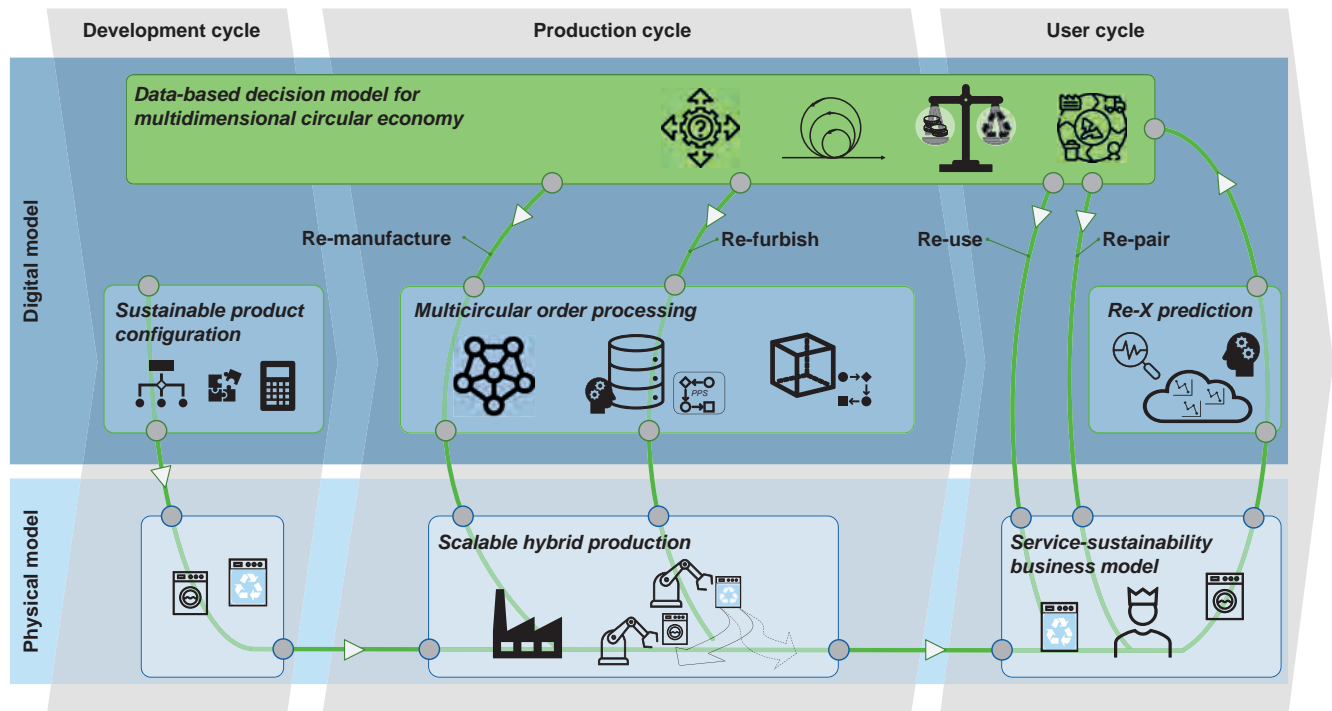 Development cycle
Production cycle
User cycle
Digital model
Data-based decision model for
multidimensional circular economy
?
Re-manufacture
Re-furbish
Re-use
Re-pair
Sustainable product
configuration
Multicircular order processing
PPS
Re-X prediction
Physical model
Scalable hybrid production
Service-sustainability
business model